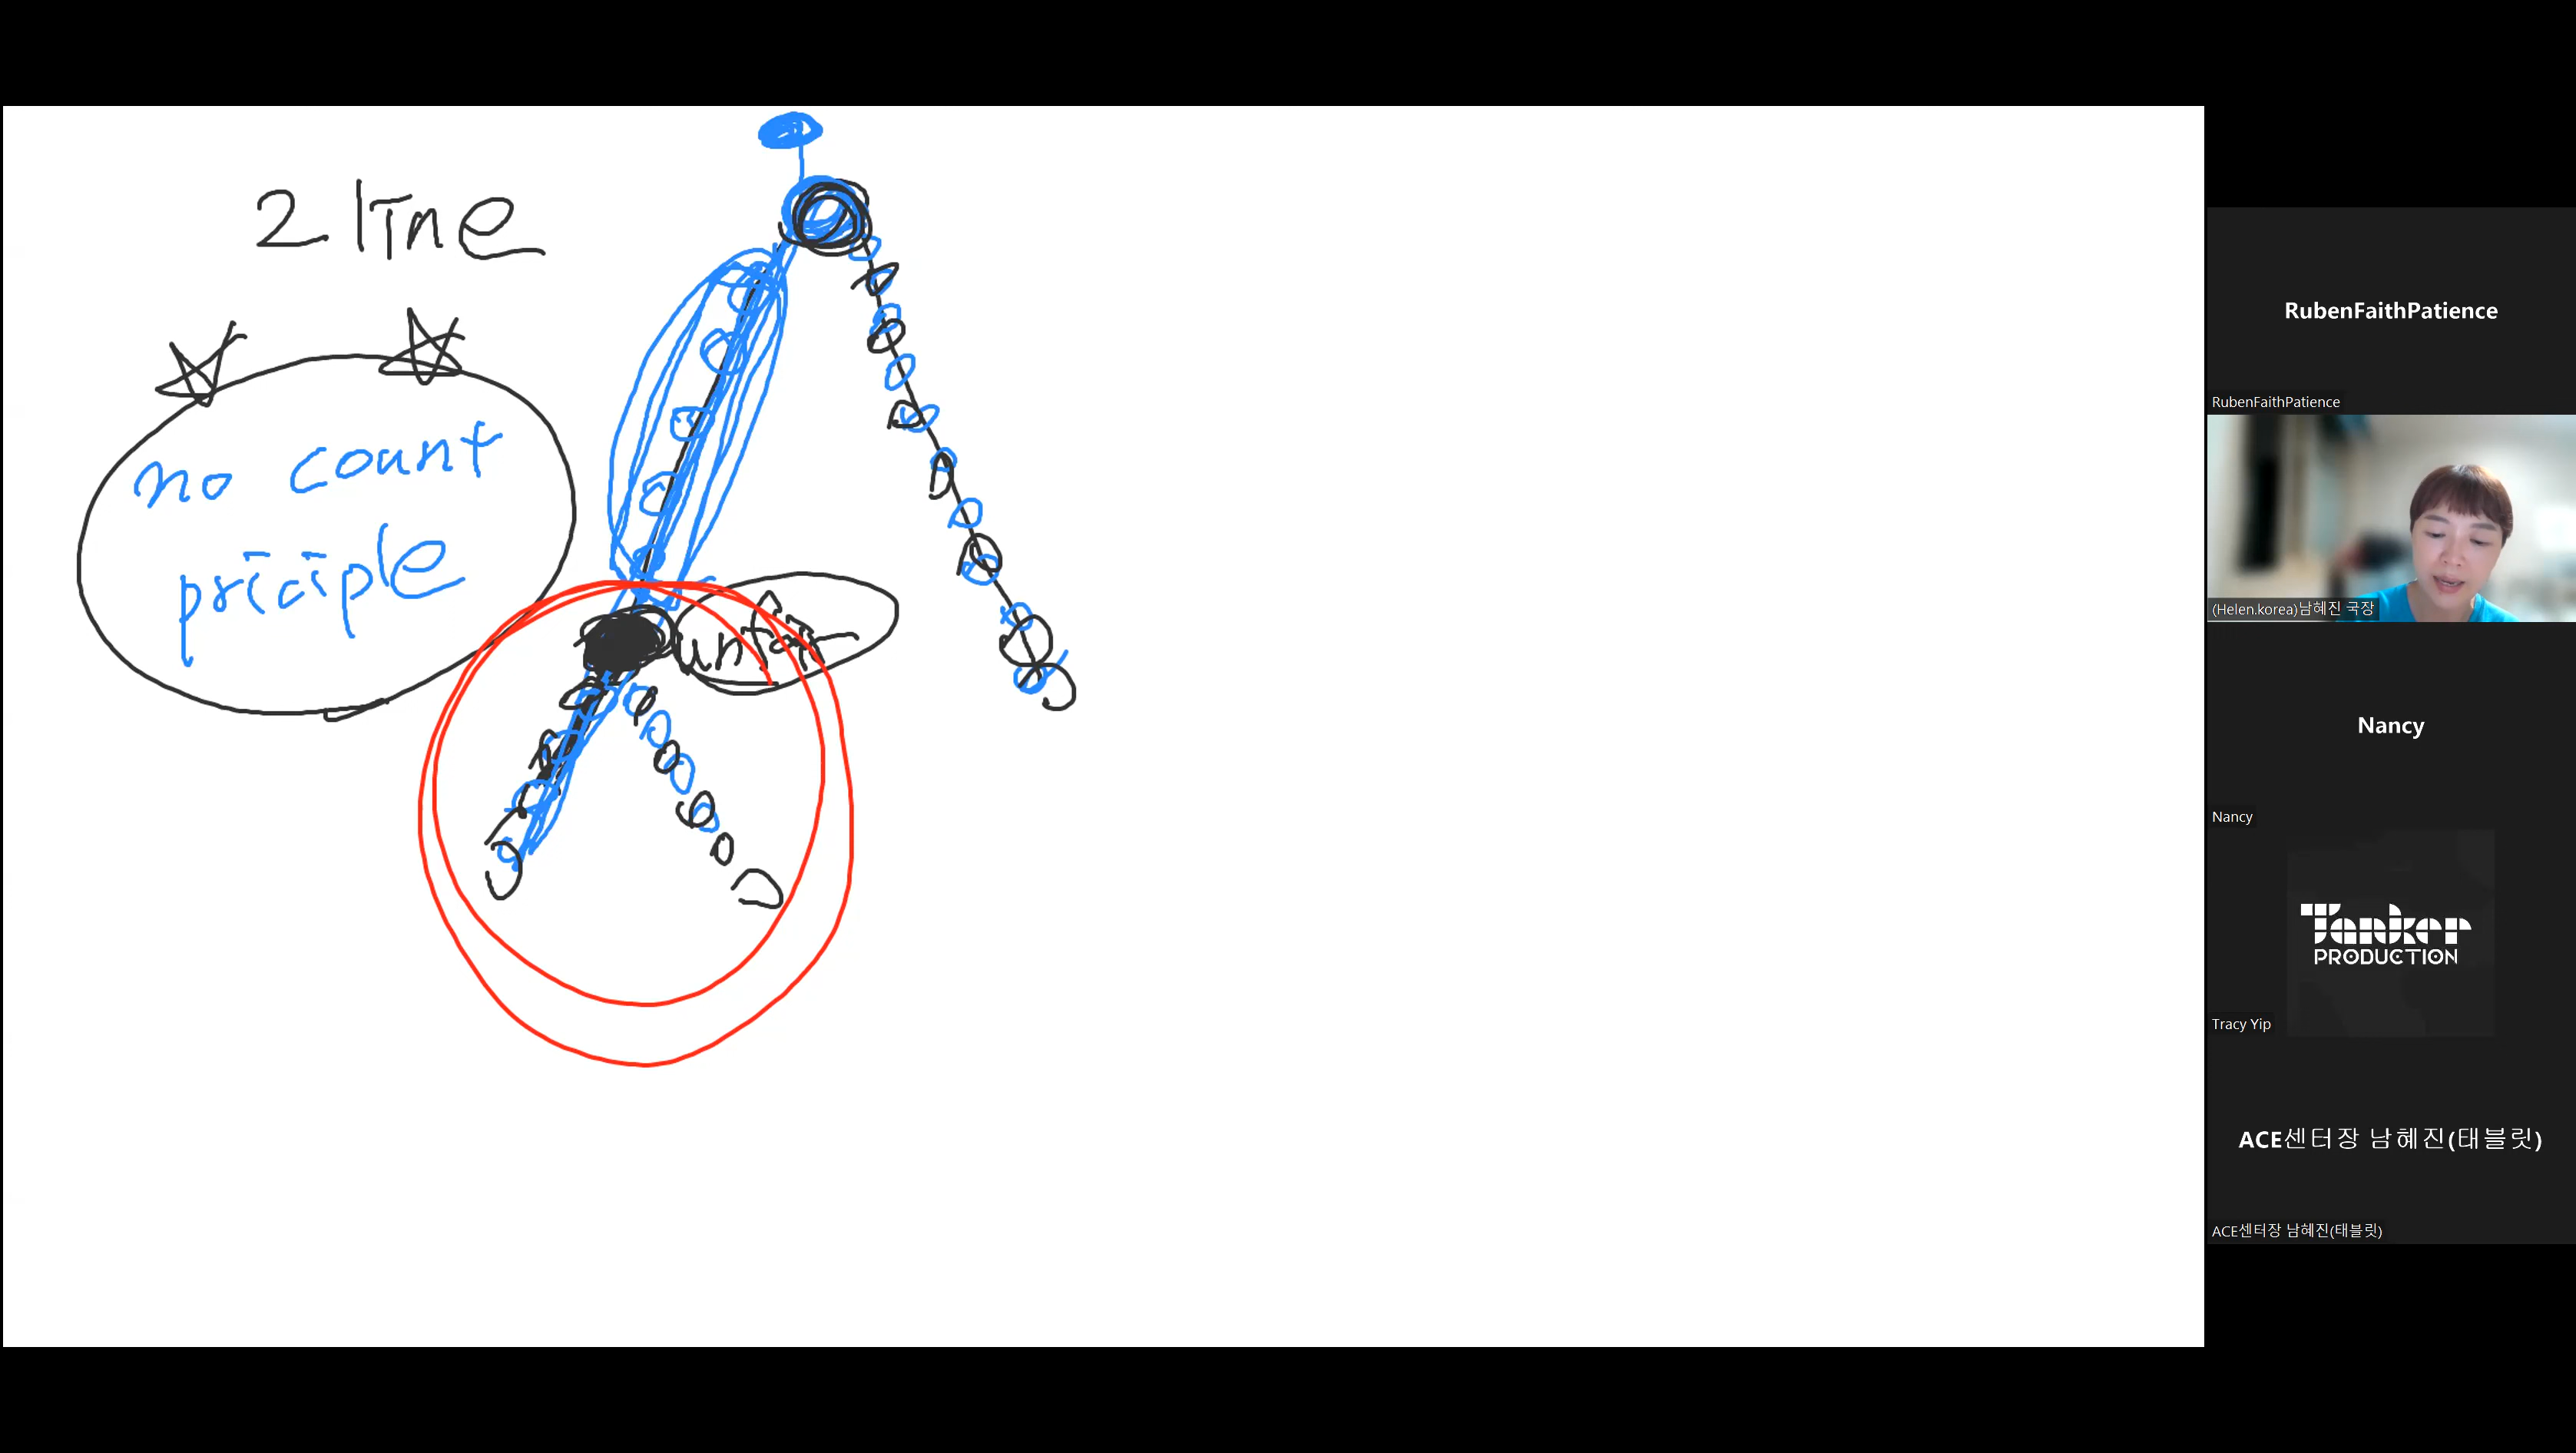 2 line
no count
priciple
unfair
RubenFaithPatience
RubenFaithPatience
(Helen.korea)남혜진 국장
Nancy
Nancy
Tanker
PRODUCTION
Tracy Yip
ACE센터장 남혜진(태블릿)
ACE센터장 남혜진(태블릿)